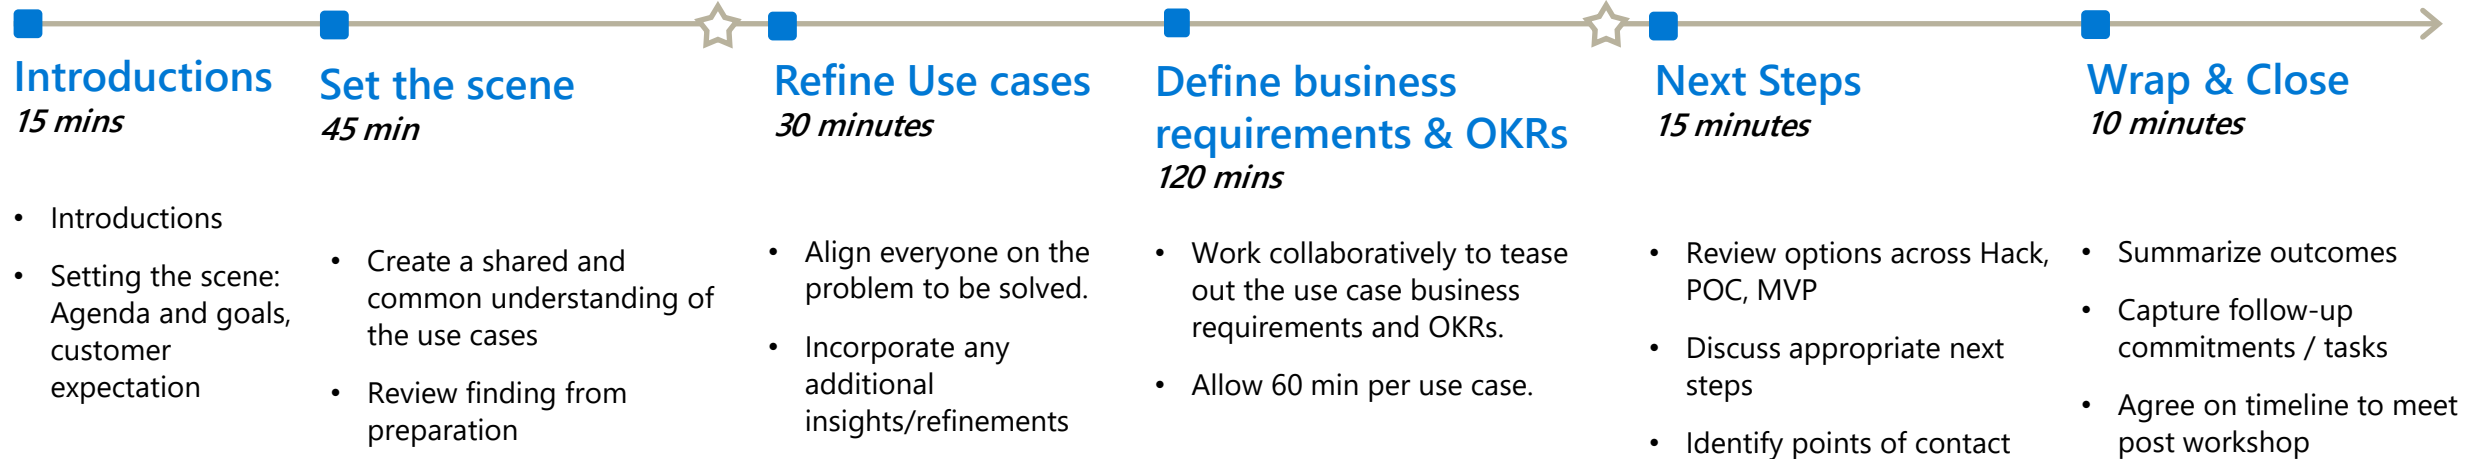 Introductions
15 mins
• Introductions
• Setting the scene:
Agenda and goals,
customer
expectation
Set the scene
45 min
• Create a shared and
common understanding of
the use cases
• Review finding from
preparation
Refine Use cases
30 minutes
• Align everyone on the
problem to be solved.
• Incorporate any
additional
insights/refinements
Define business
requirements & OKRs
120 mins
• Work collaboratively to tease
out the use case business
requirements and OKRs.
• Allow 60 min per use case.
Next Steps
15 minutes
• Review options across Hack,
POC, MVP
• Discuss appropriate next
steps
• Identify points of contact
Wrap & Close
10 minutes
• Summarize outcomes
• Capture follow-up
commitments / tasks
• Agree on timeline to meet
post workshop